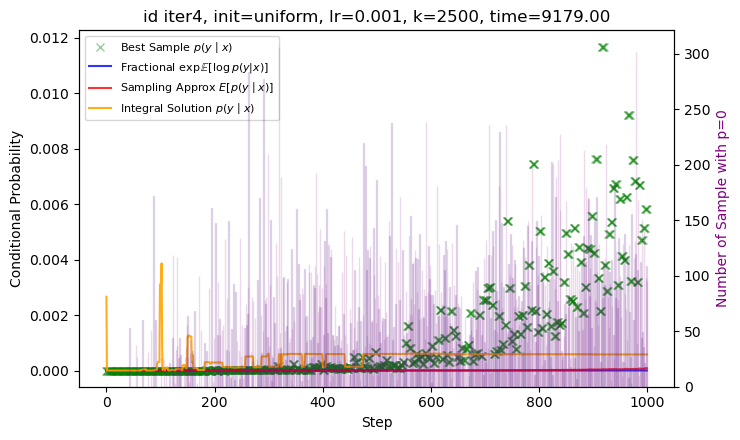 id iter4, init=uniform, lr=0.001, k=2500, time=9179.00
Best Sample p(y | x)
Fractional exp𝔼[log p(y|x)]
Sampling Approx E[p(y | x)]
Integral Solution p(y | x)
Conditional Probability
0.012
0.010
0.008
0.006
0.004
0.002
0.000
0
200
400
600
800
1000
Step
300
250
200
150
100
50
0
Number of Sample with p=0